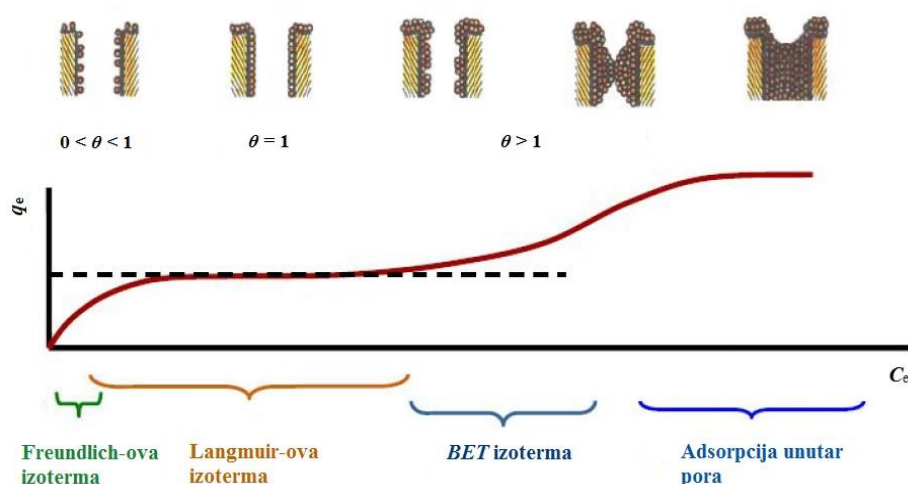 0 < θ < 1
θ = 1
θ > 1
qe
Ce
Freundlich-ova
izoterma
Langmuir-ova
izoterma
BET izoterma
Adsorpcija unutar
pora